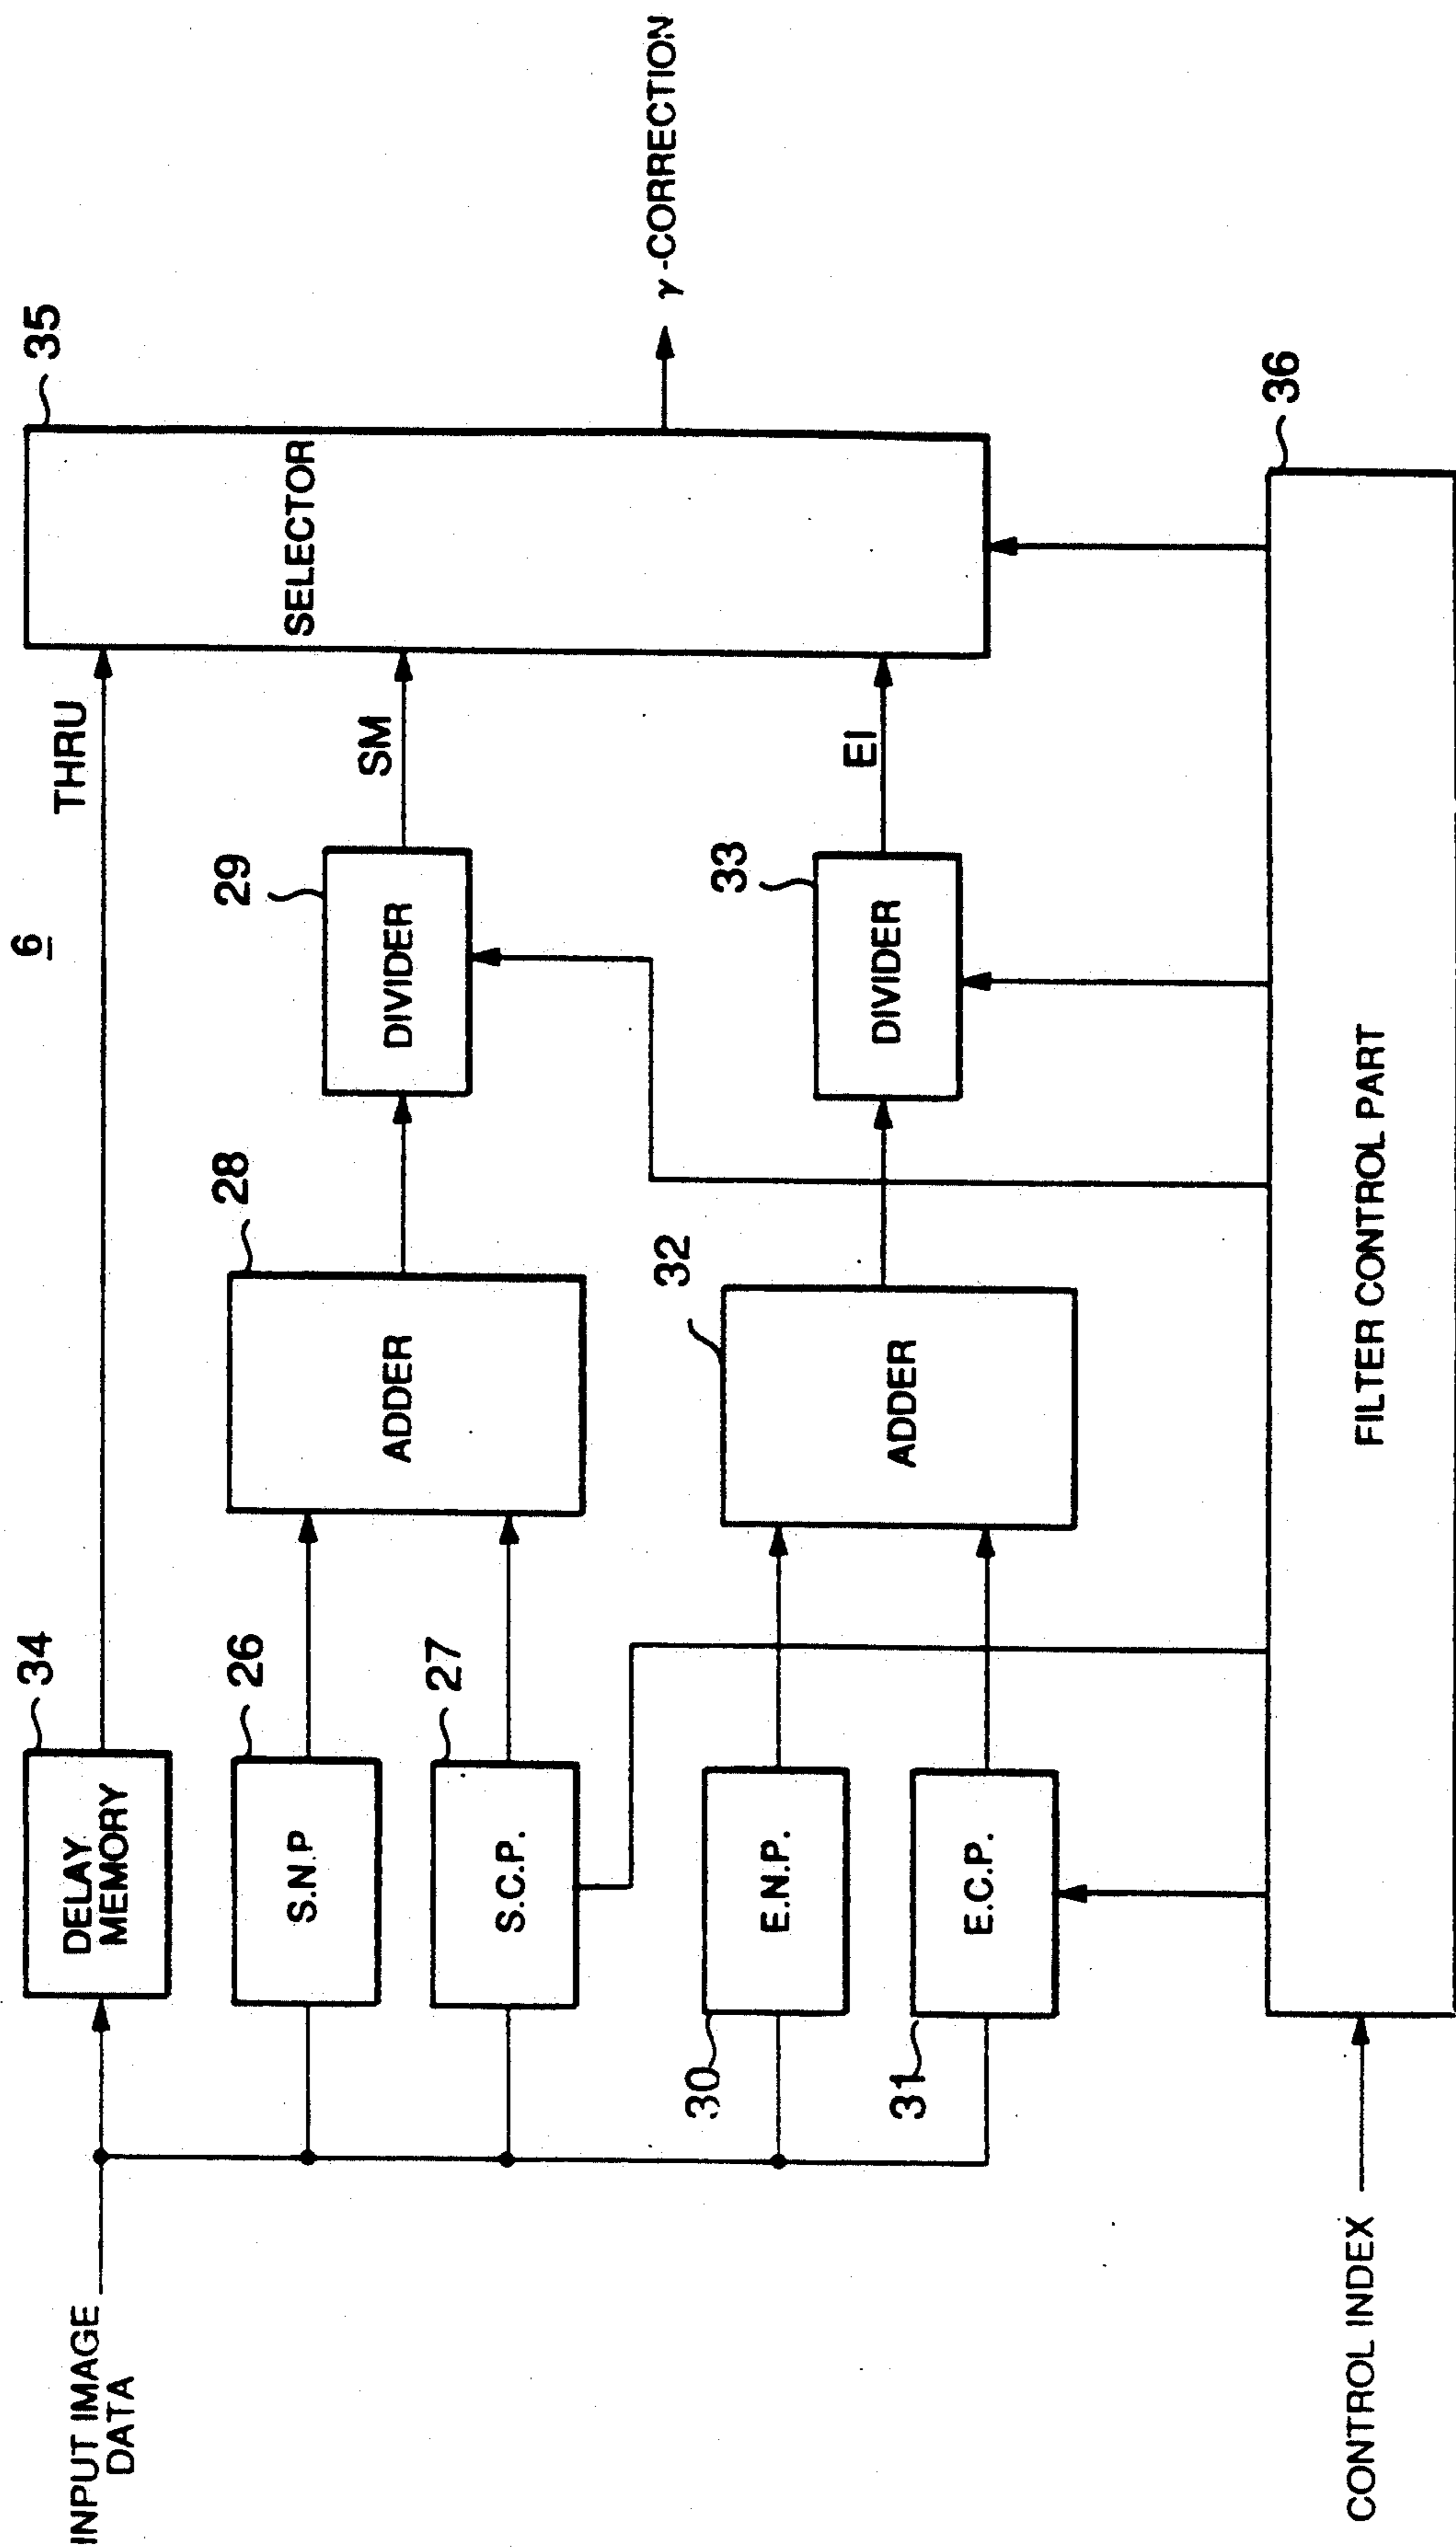 6
INPUT IMAGE
DATA
34
DELAY
MEMORY
THRU
35
SELECTOR
26
S.N.P
27
S.C.P.
28
ADDER
29
DIVIDER
SM
γ -CORRECTION
30
E.N.P.
31
E.C.P.
32
ADDER
33
DIVIDER
EI
36
FILTER CONTROL PART
CONTROL INDEX